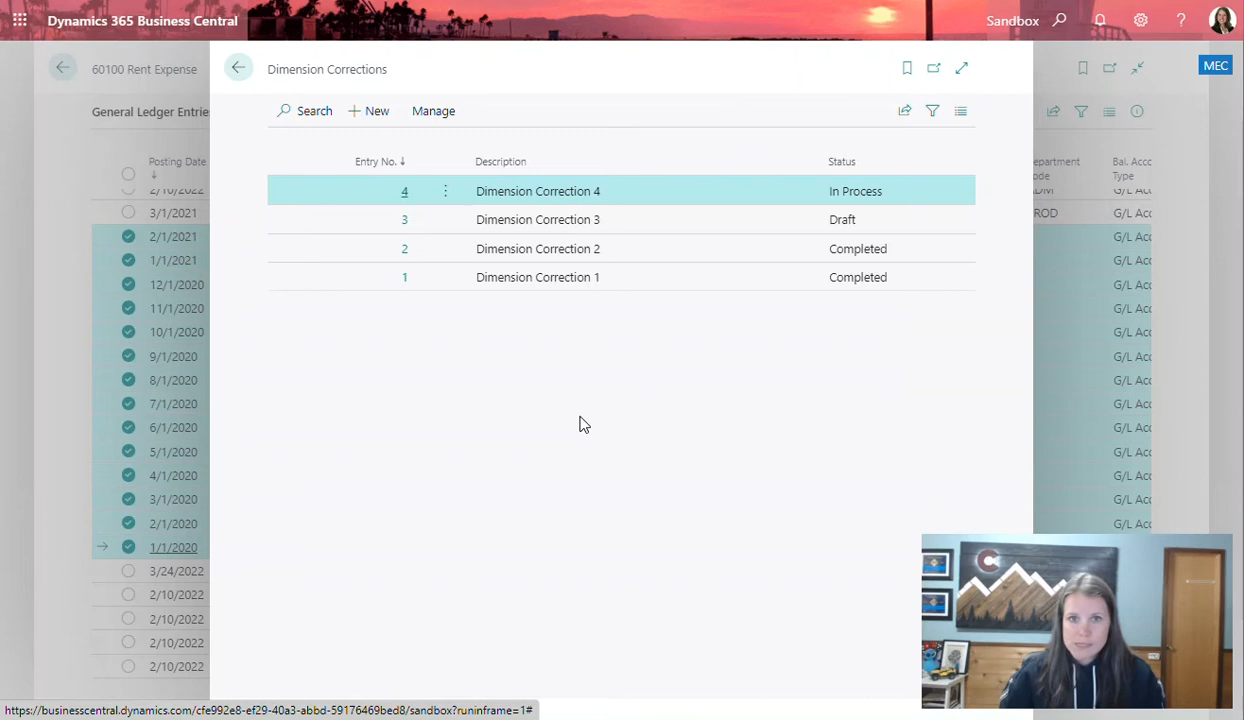 Dynamics 365 Business Central
Sandbox
60100 Rent Expense
Dimension Corrections
MEC
General Ledger Entrie
Search
New
Manage
Posting Date
Entry No. ↓
Description
Status
epartment
ode
Bal. Acco
Type
2/10/2022
DM
G/L Acc
4
Dimension Correction 4
In Process
3/1/2021
ROD
G/L Acc
3
Dimension Correction 3
Draft
2/1/2021
G/L Acc
2
Dimension Correction 2
Completed
1/1/2021
G/L Acc
1
Dimension Correction 1
Completed
12/1/2020
G/L Acc
11/1/2020
G/L Acc
10/1/2020
G/L Acc
9/1/2020
G/L Acc
8/1/2020
G/L Acc
7/1/2020
G/L Acc
6/1/2020
G/L Acc
5/1/2020
G/L Acc
4/1/2020
G/L Acc
3/1/2020
G/L Acc
2/1/2020
G/L Acc
1/1/2020
3/24/2022
2/10/2022
2/10/2022
2/10/2022
2/10/2022
https://businesscentral.dynamics.com/cfe992e8-ef29-40a3-abbd-59176469bed8/sandbox?runinframe=1#